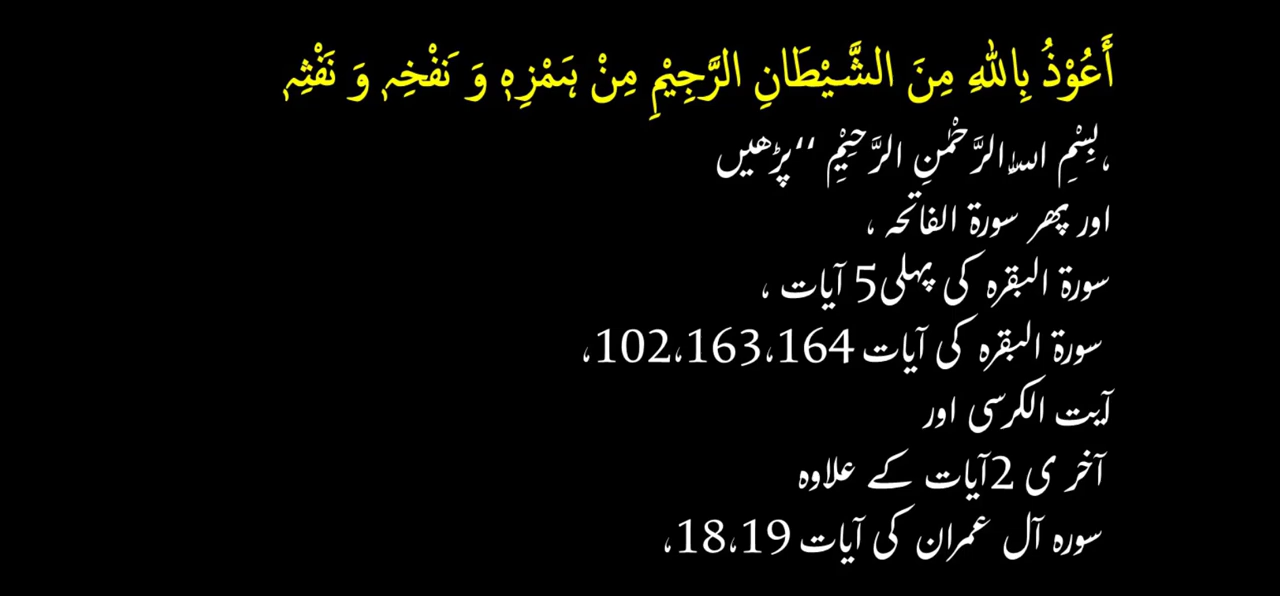 أَعُوْذُ بِاللهِ مِنَ الشَّيْطَانِ الرَّجِيْمِ مِنْ ہَمْزِہٖ وَ نَفْخِہٖ وَ نَفْثِہٖ
،بِسْمِ اللہِ الرَّحْمٰنِ الرَّحِيْمِ ‘‘پڑھیں
اور پھر سورۃ الفاتحہ ،
سورۃ البقرہ کی پہلی5 آیات ،
سورۃ البقرہ کی آیات 164،163،102،
آیت الکرسی اور
آخر ی 2آیات کے علاوہ
سورہ آل عمران کی آیات 19،18،